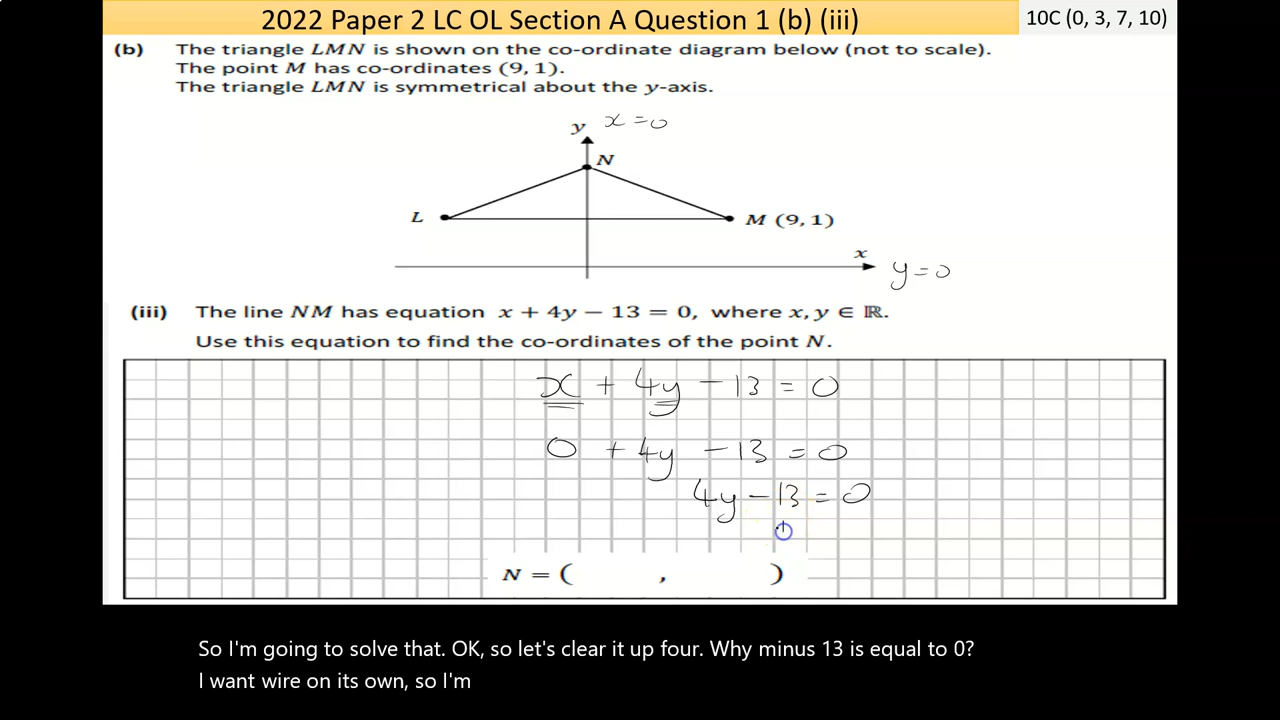 2022 Paper 2 LC OL Section A Question 1 (b) (iii)
10C (0, 3, 7, 10)
(b) The triangle LMN is shown on the co-ordinate diagram below (not to scale).
The point M has co-ordinates (9, 1).
The triangle LMN is symmetrical about the y-axis.
y x = 0
N
L M (9, 1)
x y = 0
(iii) The line NM has equation x + 4y − 13 = 0, where x, y ∈ ℝ.
Use this equation to find the co-ordinates of the point N.
x + 4y − 13 = 0
0 + 4y − 13 = 0
4y − 13 = 0
N = ( , )
So I'm going to solve that. OK, so let's clear it up four. Why minus 13 is equal to 0?
I want wire on its own, so I'm